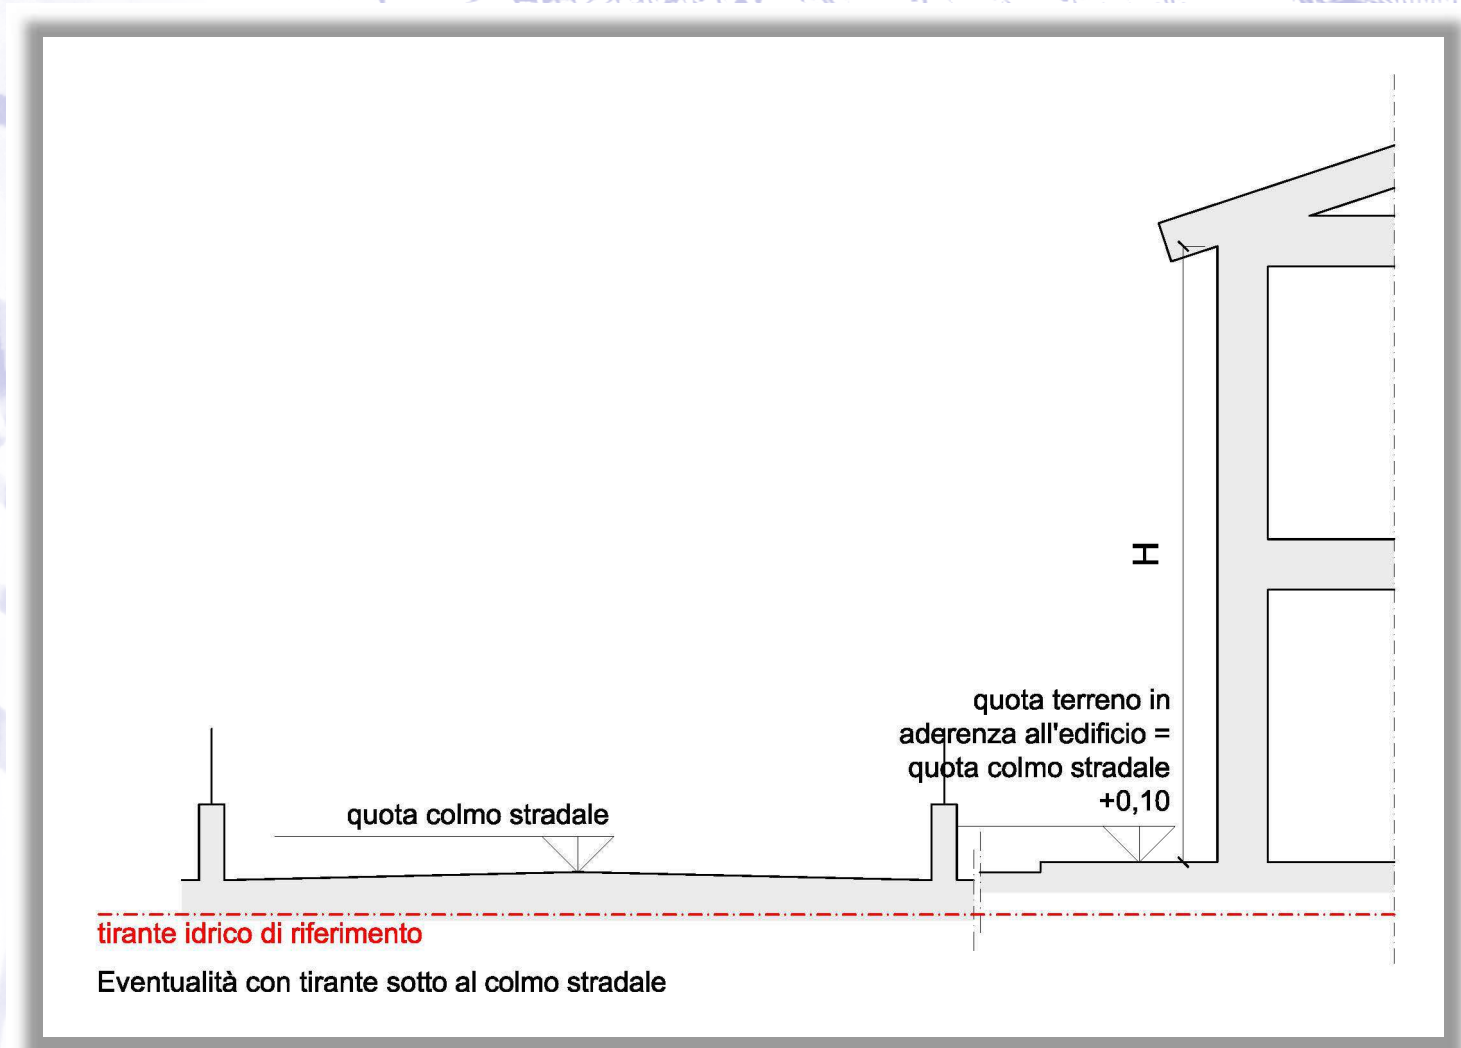 H
quota terreno in
aderenza all'edificio =
quota colmo stradale
+0,10
quota colmo stradale
tirante idrico di riferimento
Eventualità con tirante sotto al colmo stradale